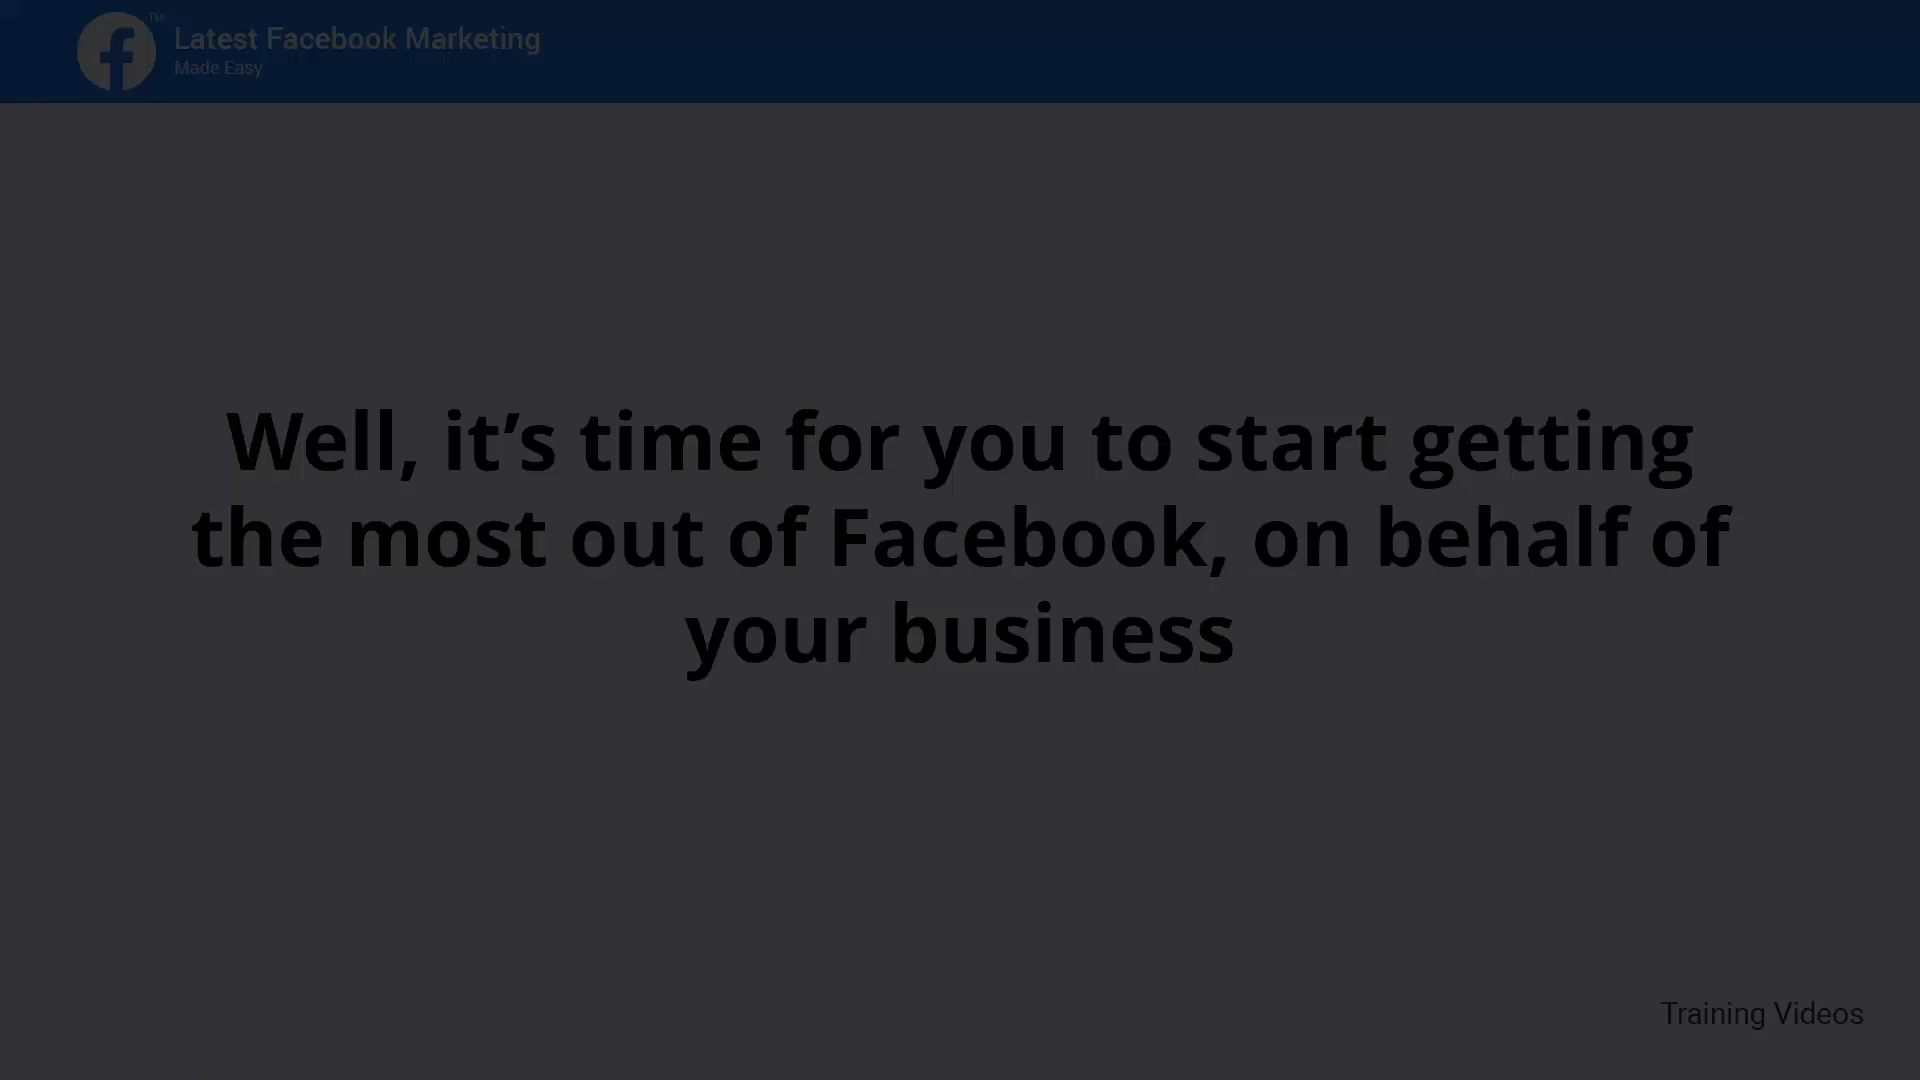 TM
Latest Facebook Marketing
Made Easy
Well, it’s time for you to start getting
the most out of Facebook, on behalf of
your business
Training Videos